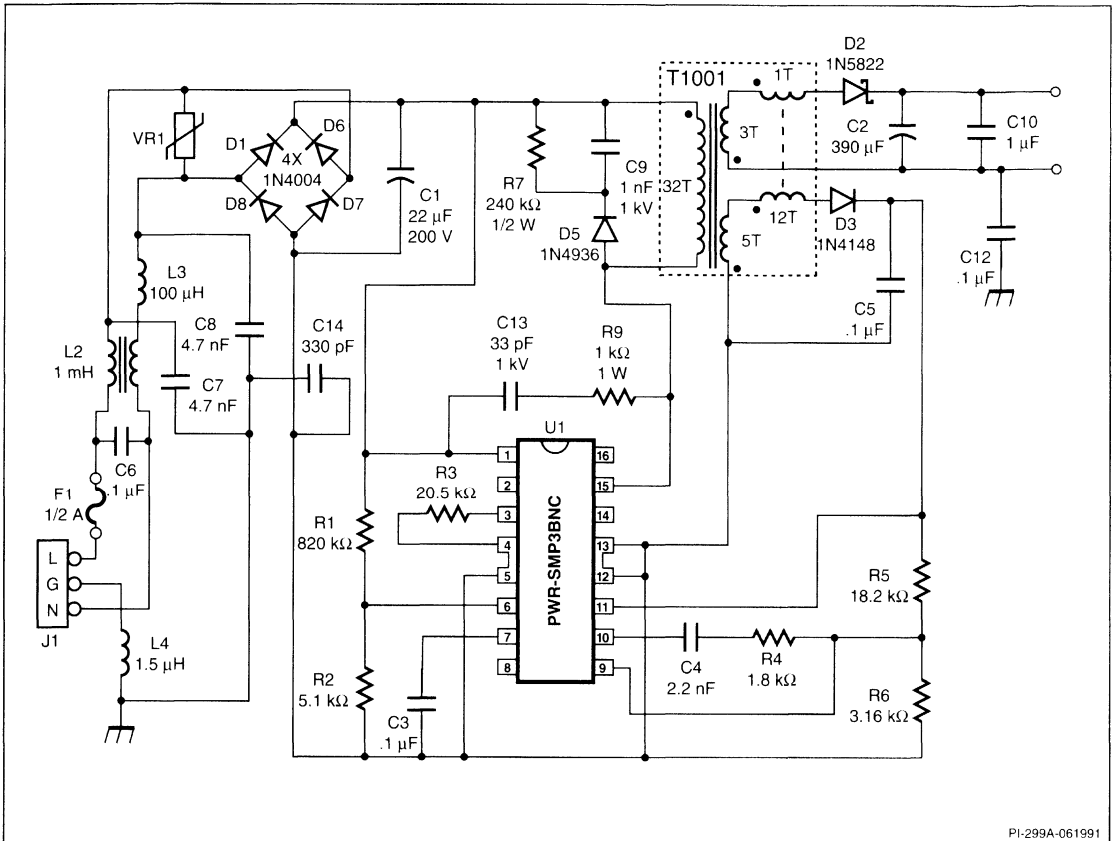 T1001
1T
D2
1N5822
VR1
D1
D6
4X
1N4004
D8
D7
C1
22 µF
200 V
R7
240 kΩ
1/2 W
C9
1 nF
1 kV
32T
3T
C2
390 µF
C10
1 µF
D5
1N4936
5T
12T
D3
1N4148
C12
.1 µF
L3
100 µH
C8
4.7 nF
C14
330 pF
C13
33 pF
1 kV
R9
1 kΩ
1 W
C5
.1 µF
L2
1 mH
C7
4.7 nF
C6
.1 µF
F1
1/2 A
L
G
N
J1
L4
1.5 µH
U1
PWR-SMP3BNC
1
2
3
4
5
6
7
8
16
15
14
13
12
11
10
9
R3
20.5 kΩ
R1
820 kΩ
R2
5.1 kΩ
C3
.1 µF
C4
2.2 nF
R4
1.8 kΩ
R5
18.2 kΩ
R6
3.16 kΩ
PI-299A-061991